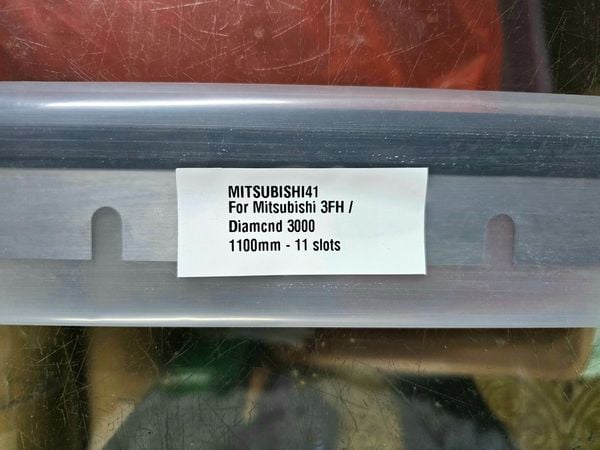 MITSUBISHI41
For Mitsubishi 3FH /
Diamcnd 3000
1100mm - 11 slots